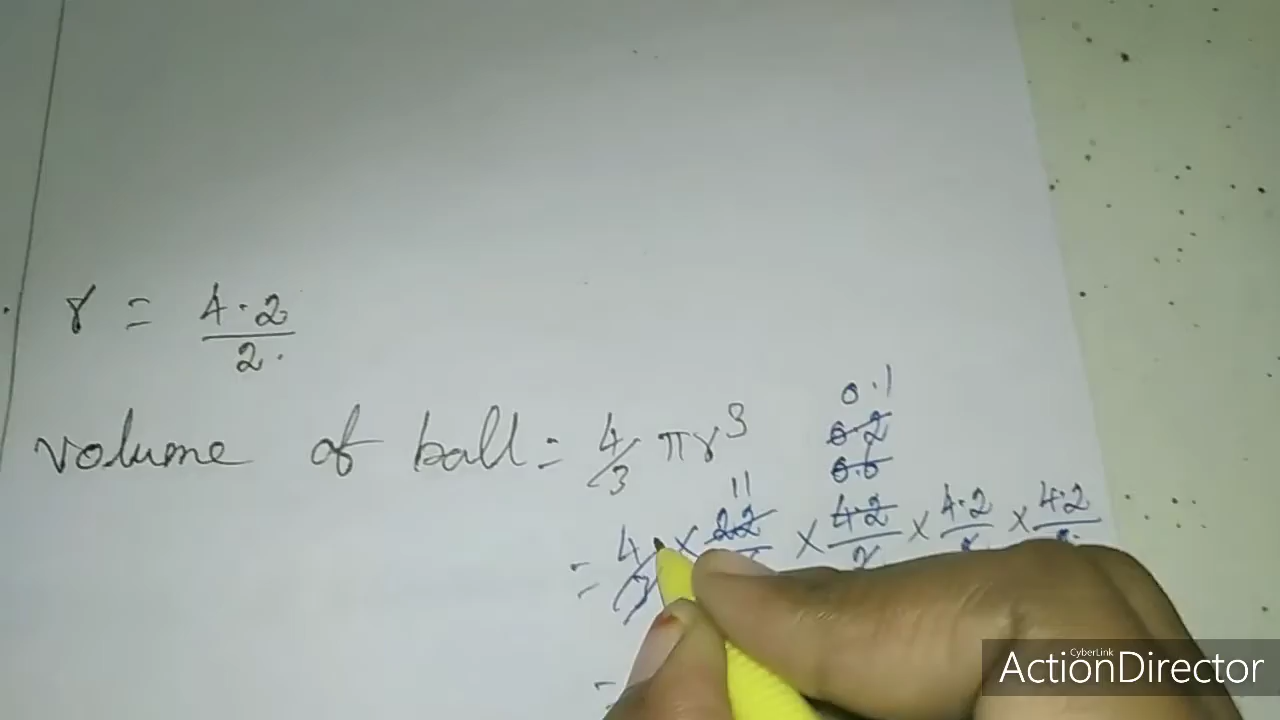 r = 4.2/2.
volume of ball = 4/3 πr³
0.1
0.2
0.6
11
= 4/3 × 22 × 4.2/2 × 4.2 × 4.2
=
CyberLink
ActionDirector